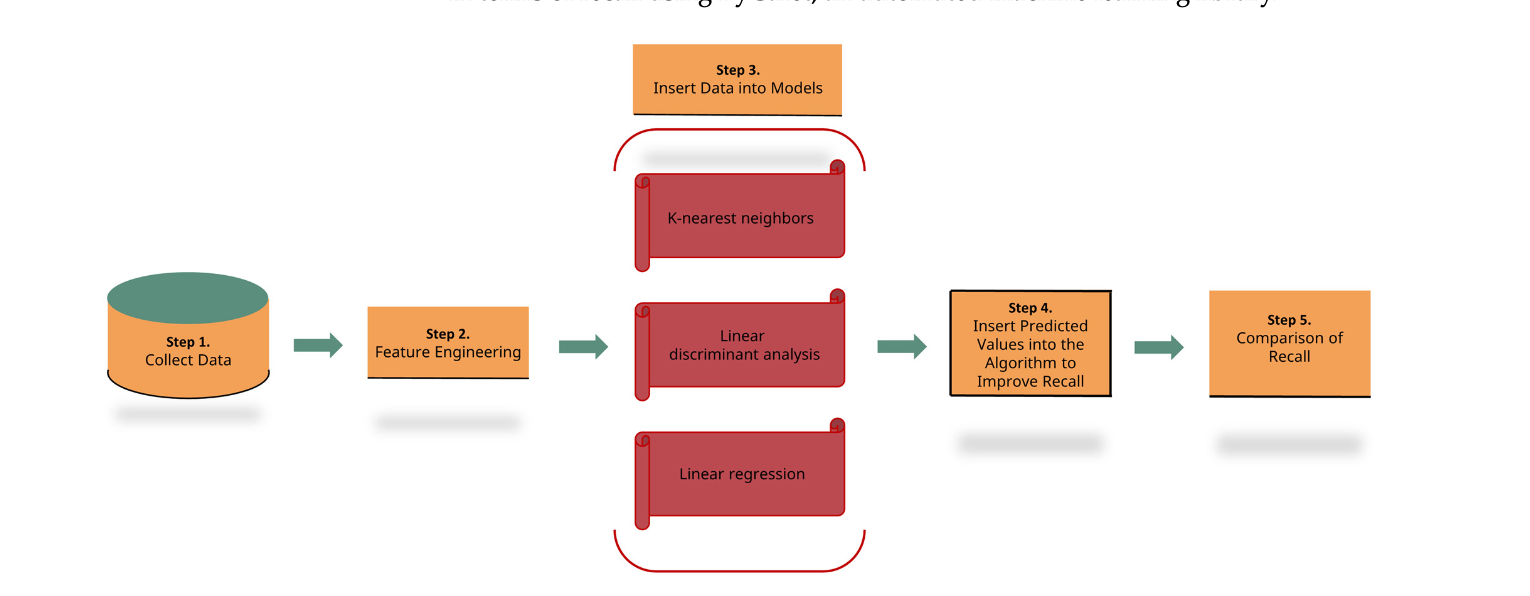 Step 3.
Insert Data into Models
K-nearest neighbors
Step 1.
Collect Data
Step 2.
Feature Engineering
Linear
discriminant analysis
Step 4.
Insert Predicted
Values into the
Algorithm to
Improve Recall
Step 5.
Comparison of
Recall
Linear regression